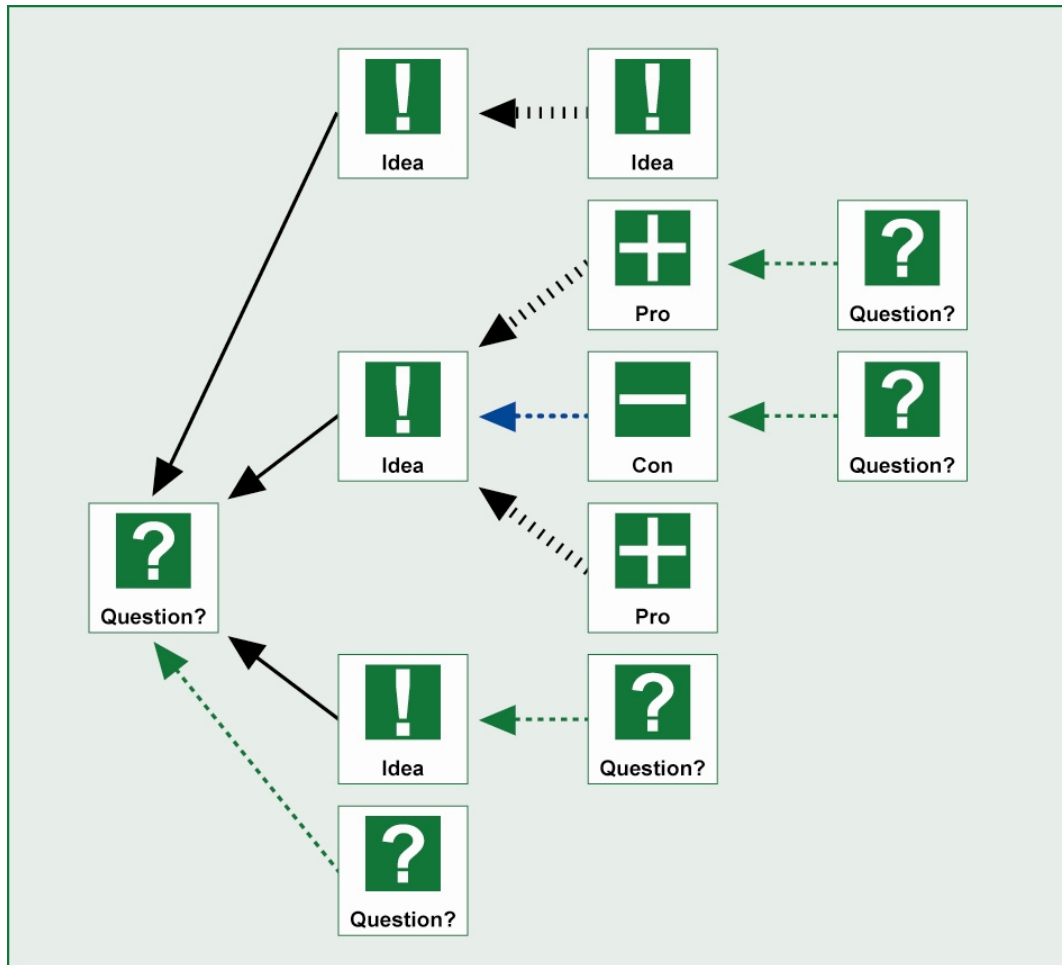 !
Idea
!
Idea
+
Pro
?
Question?
!
Idea
−
Con
?
Question?
?
Question?
+
Pro
!
Idea
?
Question?
?
Question?